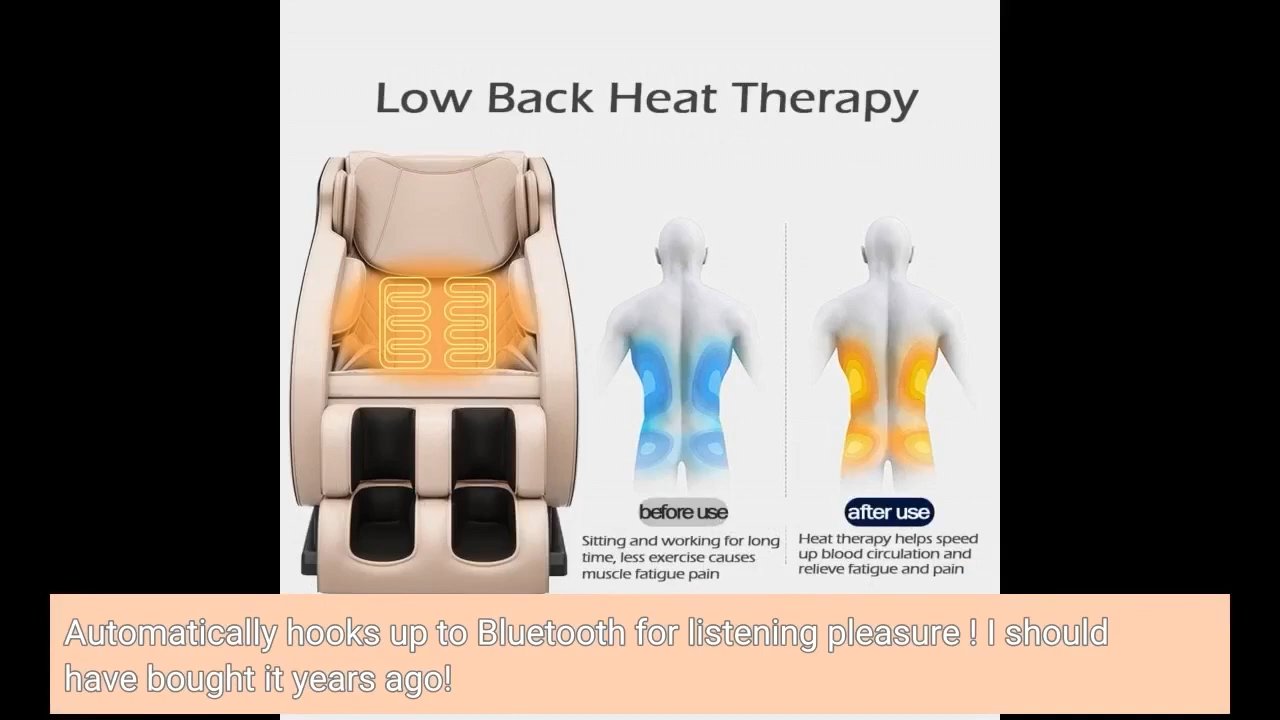 Low Back Heat Therapy
before use
Sitting and working for long
time, less exercise causes
muscle fatigue pain
after use
Heat therapy helps speed
up blood circulation and
relieve fatigue and pain
Automatically hooks up to Bluetooth for listening pleasure ! I should
have bought it years ago!